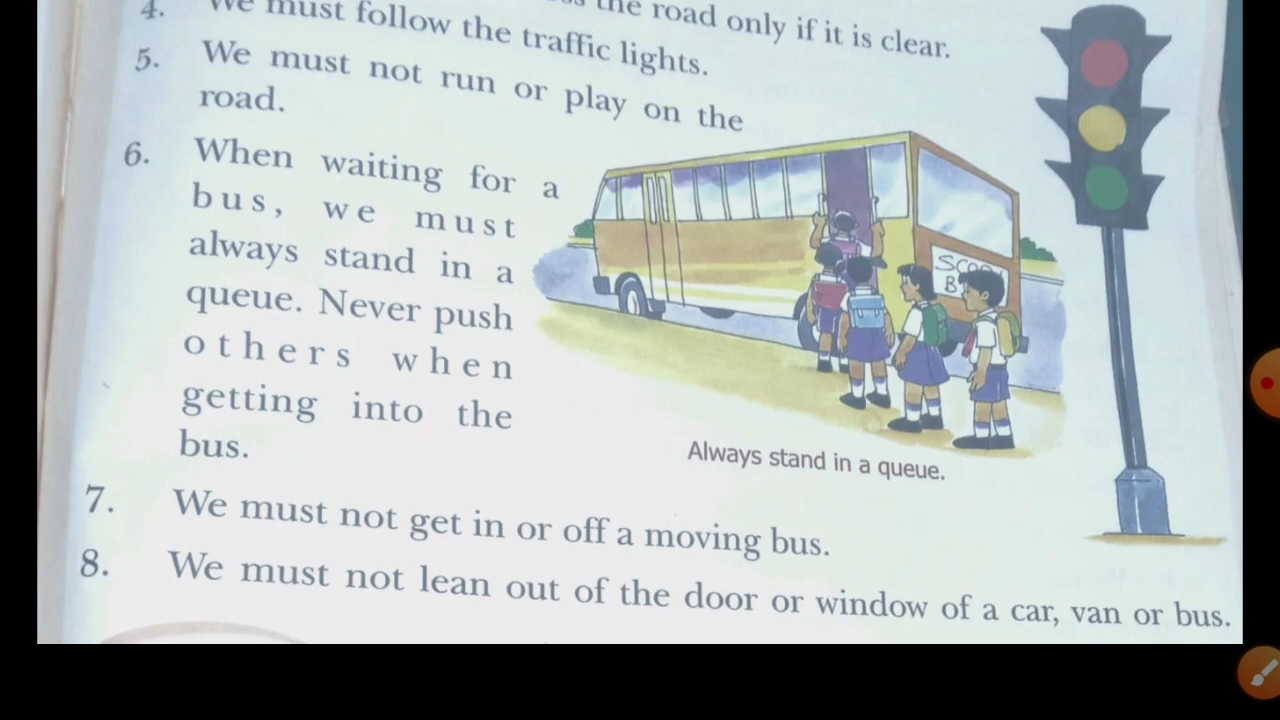 the road only if it is clear.
4. We must follow the traffic lights.
5. We must not run or play on the
road.
6. When waiting for a
bus, we must
always stand in a
queue. Never push
others when
getting into the
bus.
Always stand in a queue.
7. We must not get in or off a moving bus.
8. We must not lean out of the door or window of a car, van or bus.